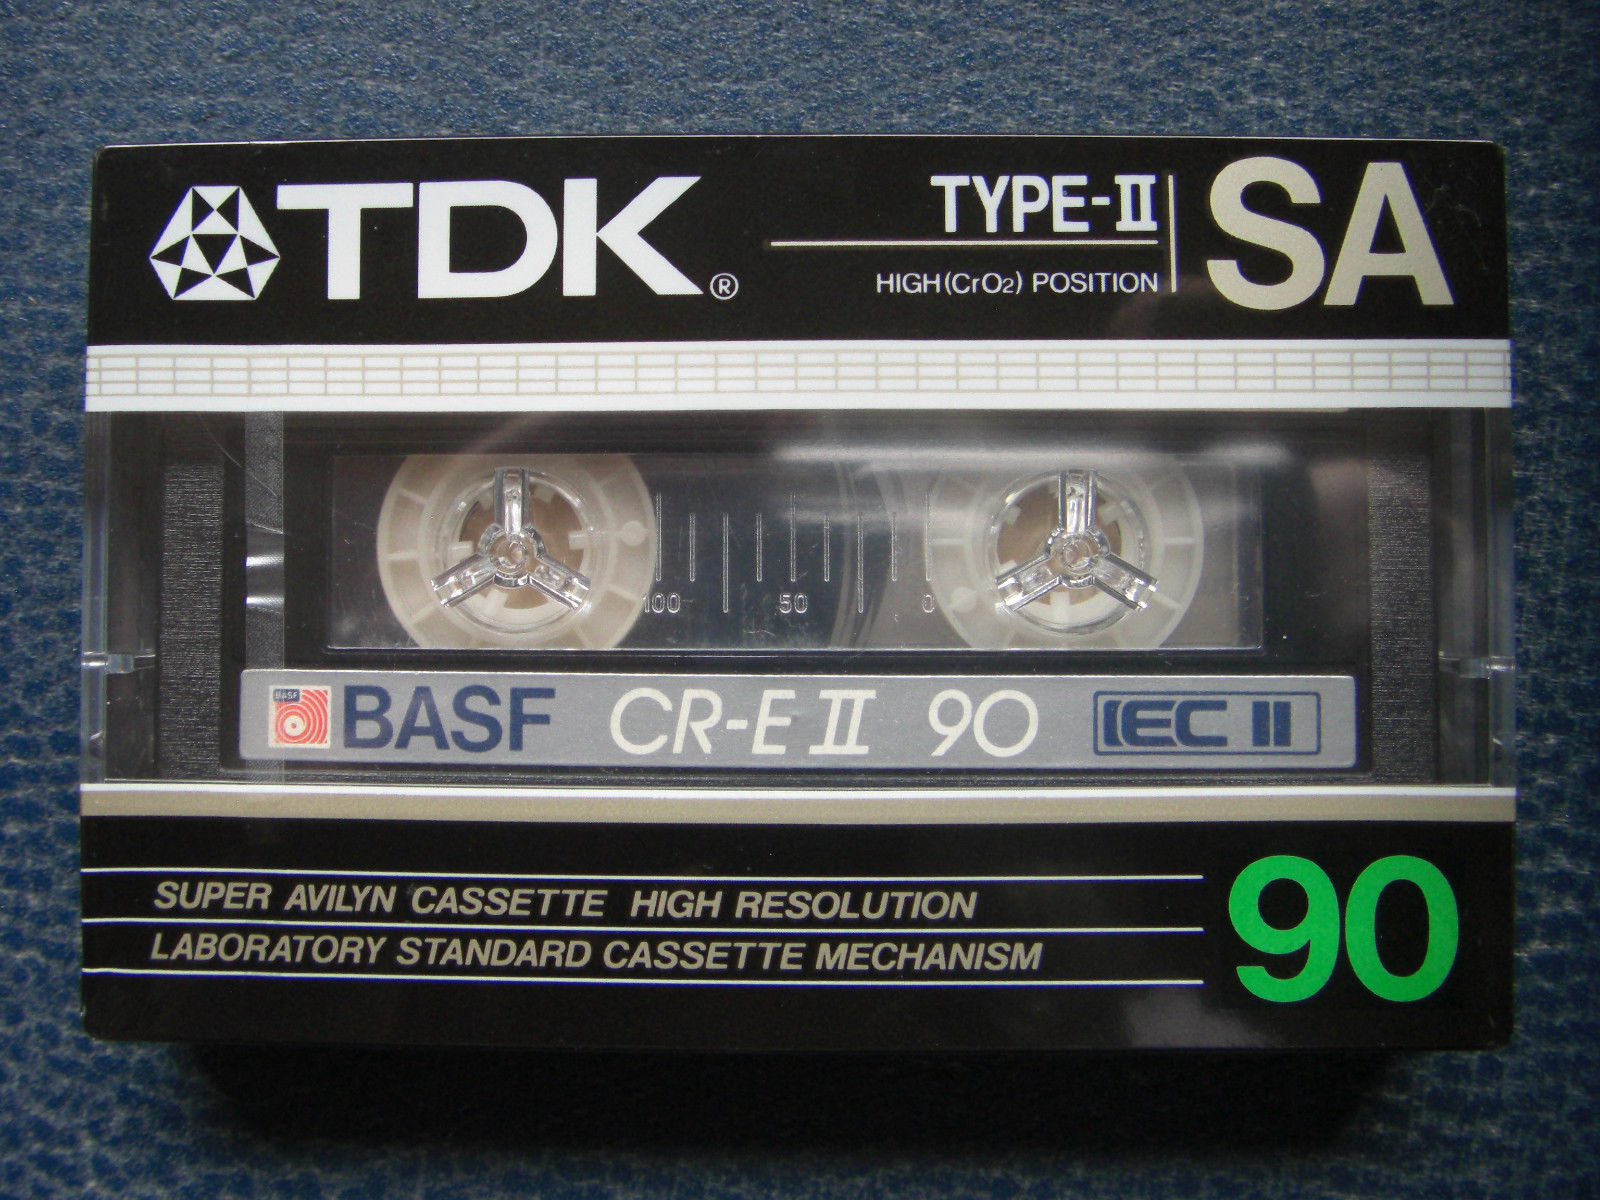 TDK®
TYPE-II
HIGH (CrO2) POSITION
SA
100 50 0
BASF
BASF CR-E II 90 IEC II
SUPER AVILYN CASSETTE HIGH RESOLUTION
LABORATORY STANDARD CASSETTE MECHANISM
90